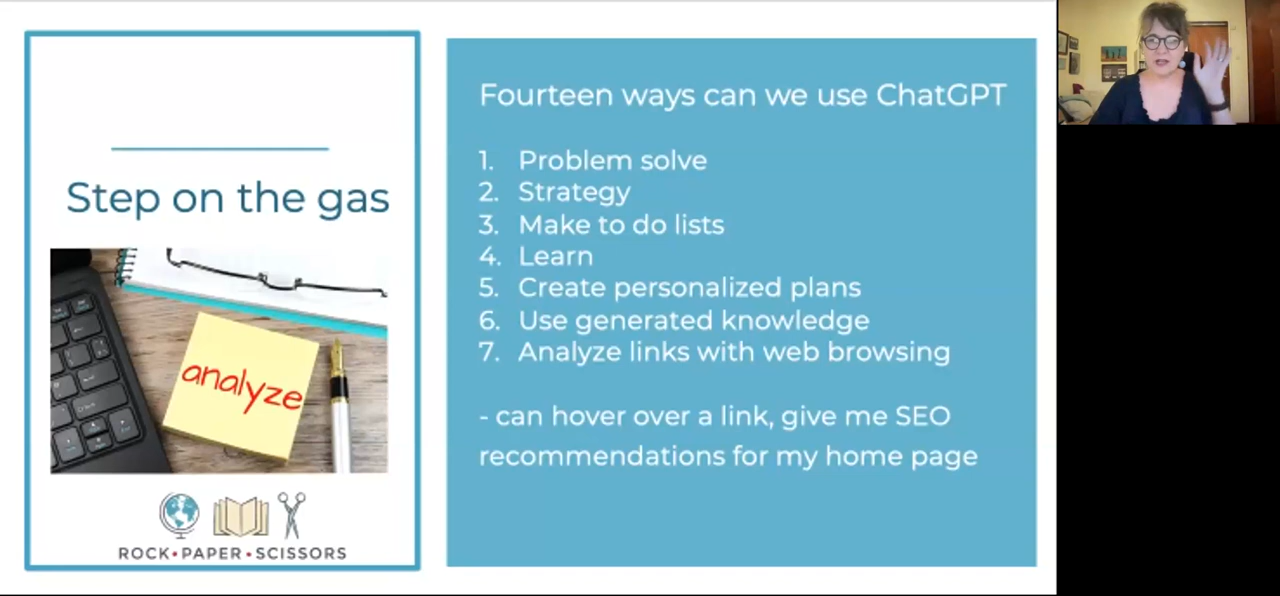 Step on the gas
analyze
ROCK•PAPER•SCISSORS
Fourteen ways can we use ChatGPT
1. Problem solve
2. Strategy
3. Make to do lists
4. Learn
5. Create personalized plans
6. Use generated knowledge
7. Analyze links with web browsing
- can hover over a link, give me SEO
recommendations for my home page